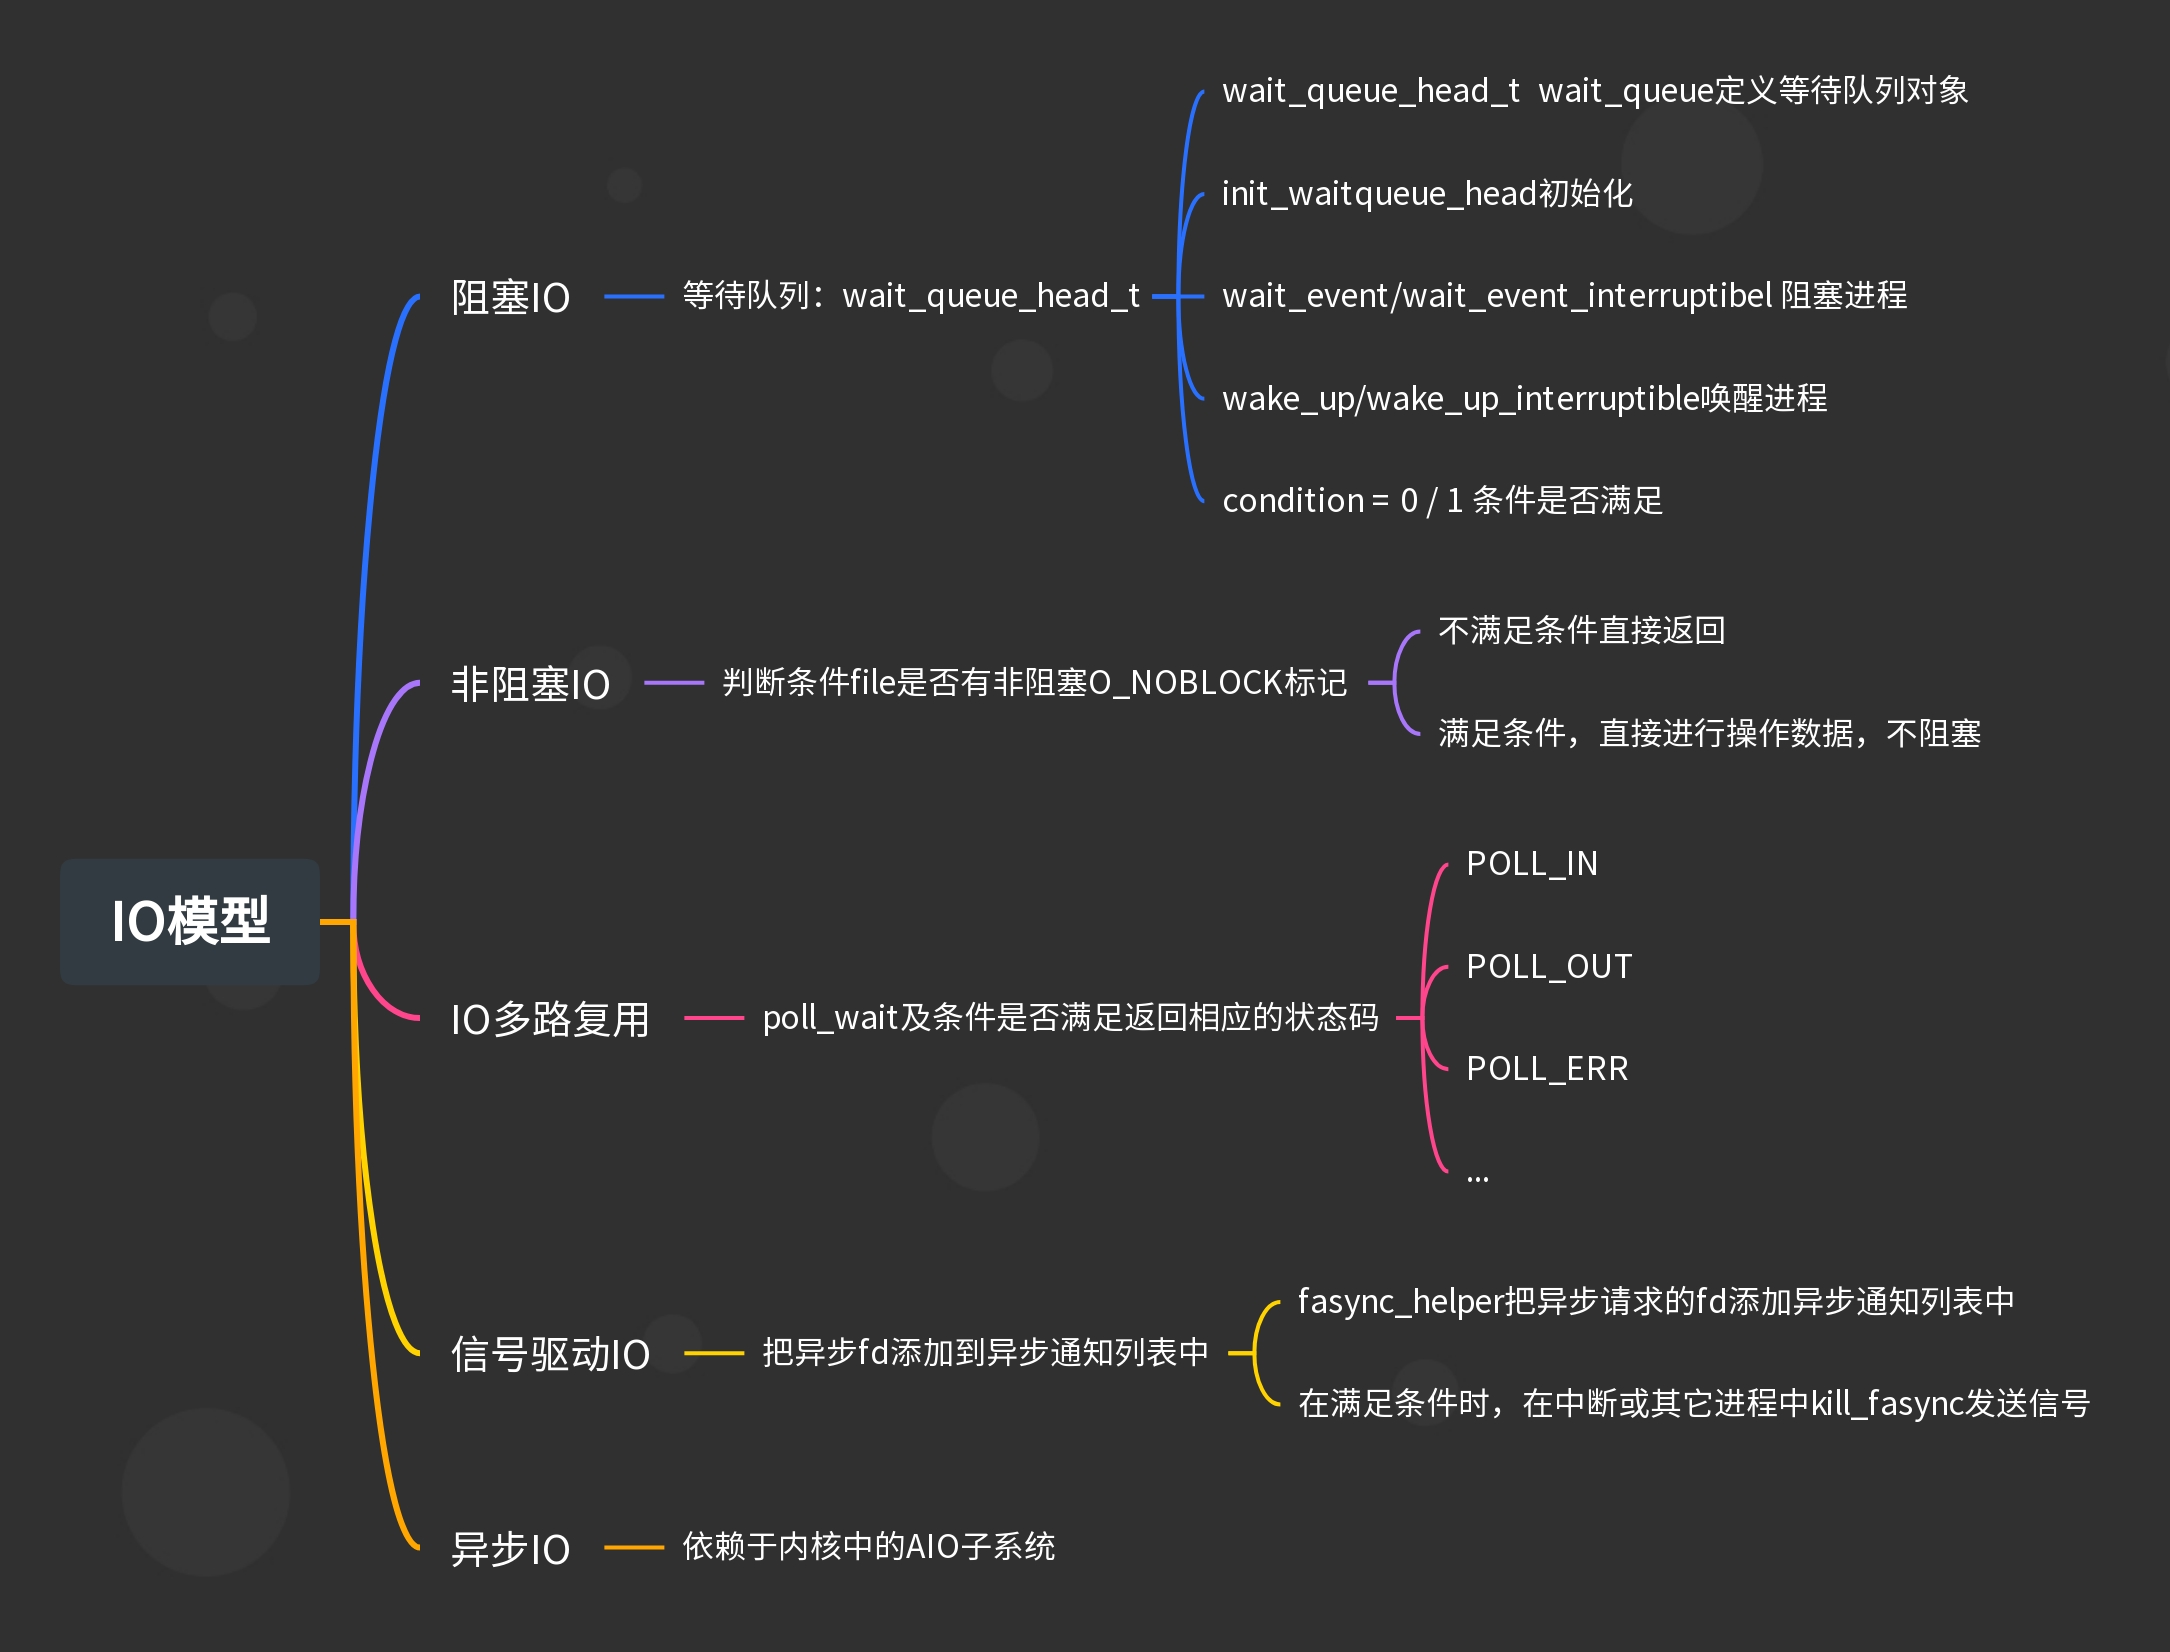 IO模型
阻塞IO
等待队列：wait_queue_head_t
wait_queue_head_t  wait_queue定义等待队列对象
init_waitqueue_head初始化
wait_event/wait_event_interruptibel 阻塞进程
wake_up/wake_up_interruptible唤醒进程
condition = 0 / 1 条件是否满足
非阻塞IO
判断条件file是否有非阻塞O_NOBLOCK标记
不满足条件直接返回
满足条件，直接进行操作数据，不阻塞
IO多路复用
poll_wait及条件是否满足返回相应的状态码
POLL_IN
POLL_OUT
POLL_ERR
...
信号驱动IO
把异步fd添加到异步通知列表中
fasync_helper把异步请求的fd添加异步通知列表中
在满足条件时，在中断或其它进程中kill_fasync发送信号
异步IO
依赖于内核中的AIO子系统